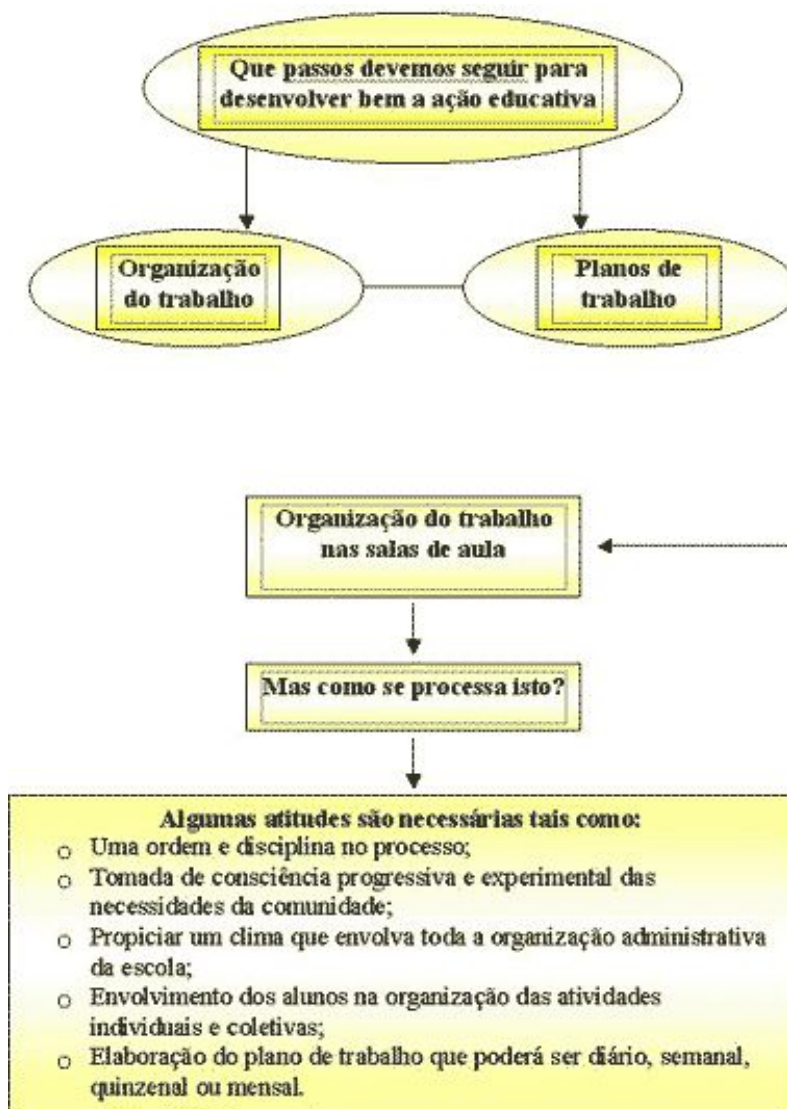 Que passos devemos seguir para
desenvolver bem a ação educativa
Organização
do trabalho
Planos de
trabalho
Organização do trabalho
nas salas de aula
Mas como se processa isto?
Algumas atitudes são necessárias tais como:
o Uma ordem e disciplina no processo;
o Tomada de consciência progressiva e experimental das
necessidades da comunidade;
o Propiciar um clima que envolva toda a organização administrativa
da escola;
o Envolvimento dos alunos na organização das atividades
individuais e coletivas;
o Elaboração do plano de trabalho que poderá ser diário, semanal,
quinzenal ou mensal.